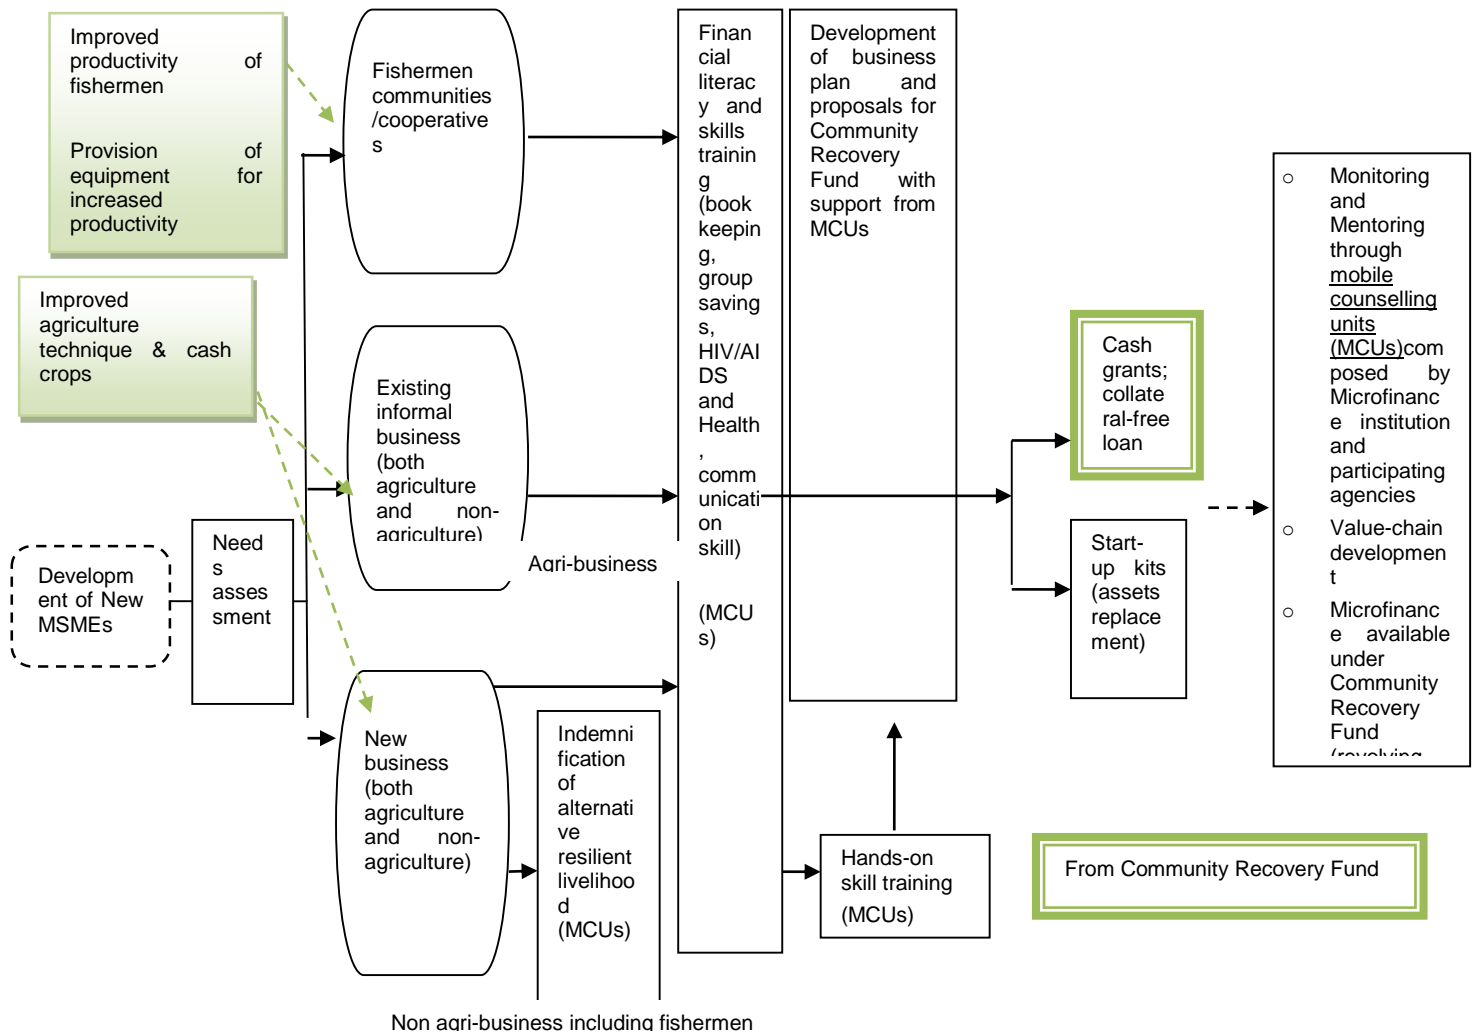 Improved
productivity of
fishermen
Provision of
equipment for
increased
productivity
Improved
agriculture
technique & cash
crops
Developm
ent of New
MSMEs
Need
s
asses
sment
Fishermen
communities
/cooperative
s
Existing
informal
business
(both
agriculture
and non-
agriculture)
Agri-business
New
business
(both
agriculture
and non-
agriculture)
Indemni
fication
of
alternati
ve
resilient
livelihoo
d
(MCUs)
Non agri-business including fishermen
Finan
cial
literac
y and
skills
trainin
g
(book
keepin
g,
group
saving
s,
HIV/AI
DS
and
Health
,
comm
unicati
on
skill)
(MCU
s)
Development
of business
plan and
proposals for
Community
Recovery
Fund with
support from
MCUs
Hands-on
skill training
(MCUs)
Cash
grants;
collate
ral-free
loan
Start-
up kits
(assets
replace
ment)
o Monitoring
and
Mentoring
through
mobile
counselling
units
(MCUs)com
posed by
Microfinanc
e institution
and
participating
agencies
o Value-chain
developmen
t
o Microfinanc
e available
under
Community
Recovery
Fund
(revolving
From Community Recovery Fund